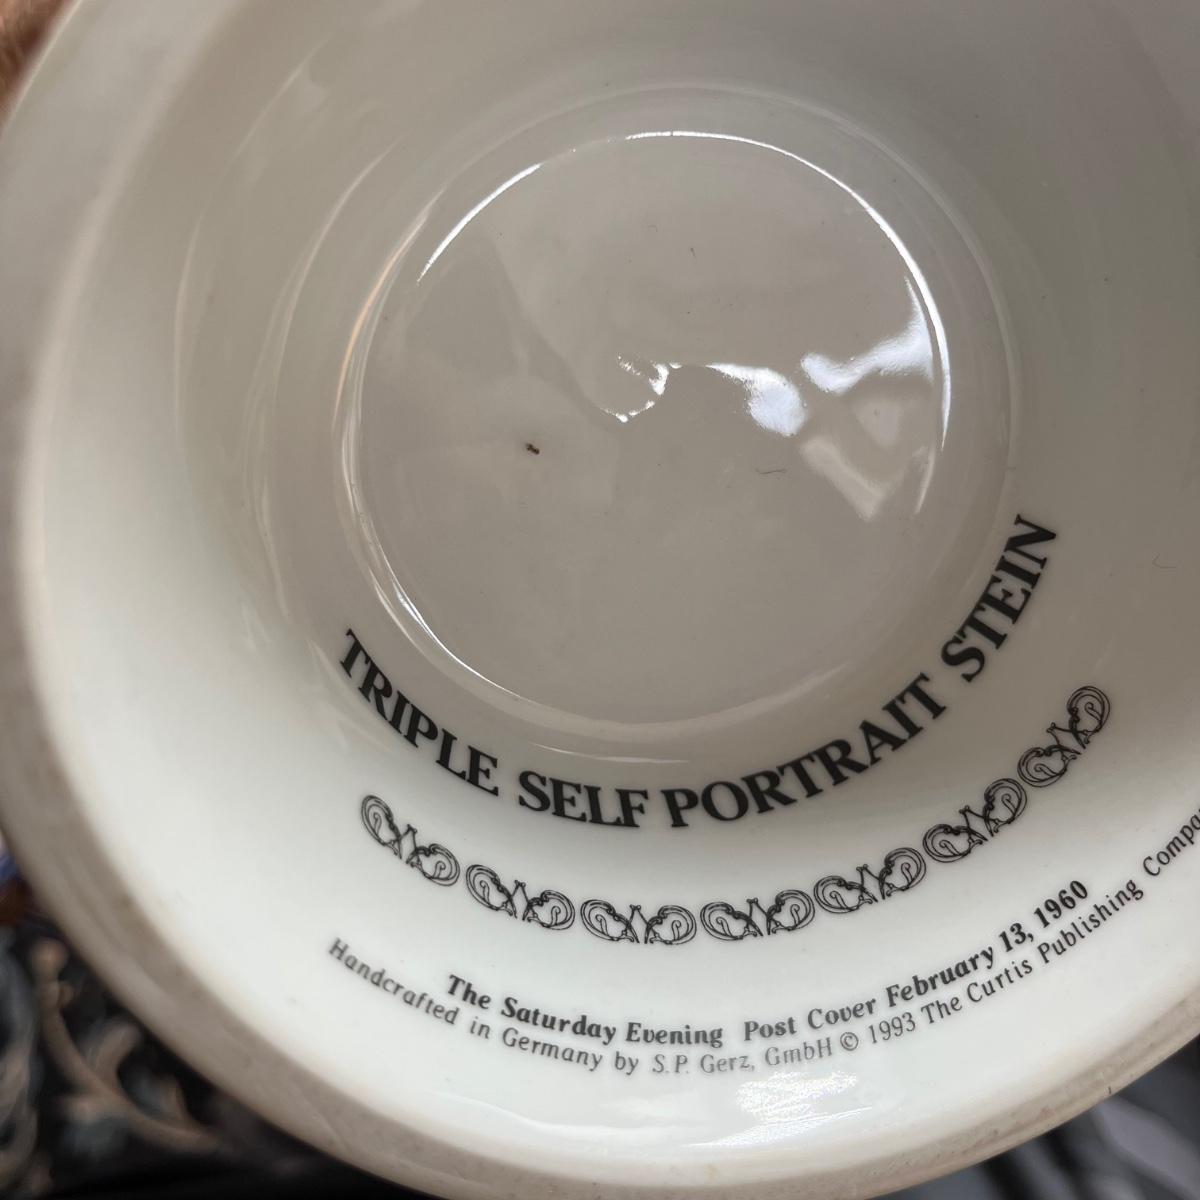 TRIPLE SELF PORTRAIT STEIN
The Saturday Evening Post Cover February 13, 1960
Handcrafted in Germany by S.P. Gerz, GmbH © 1993 The Curtis Publishing